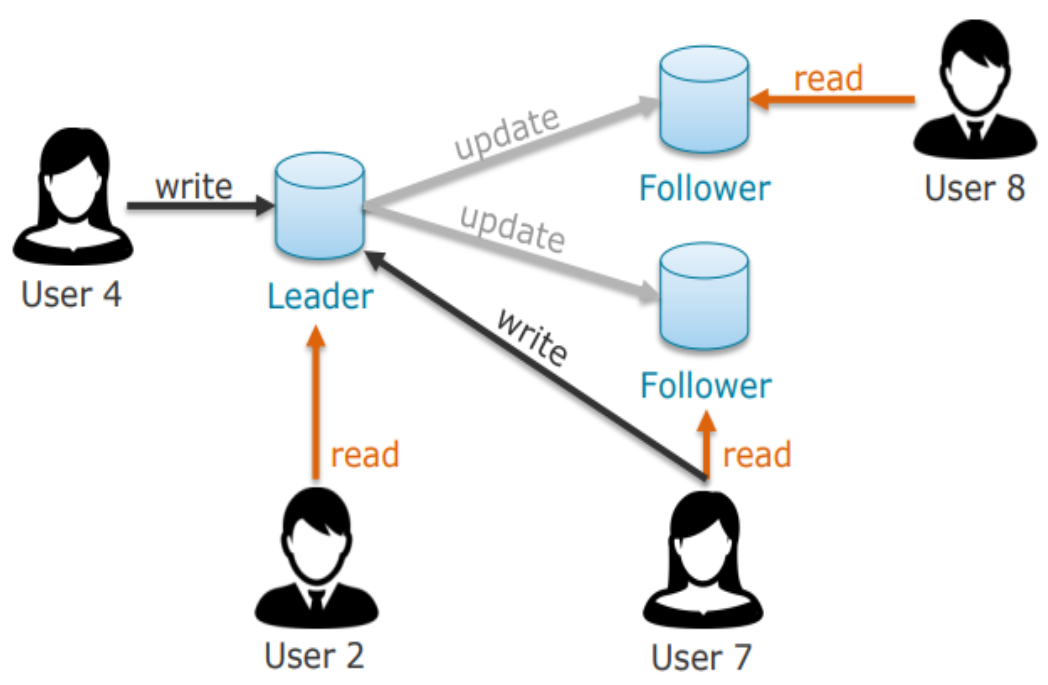 read
update
Follower
User 8
write
User 4
Leader
update
write
Follower
read
read
User 2
User 7